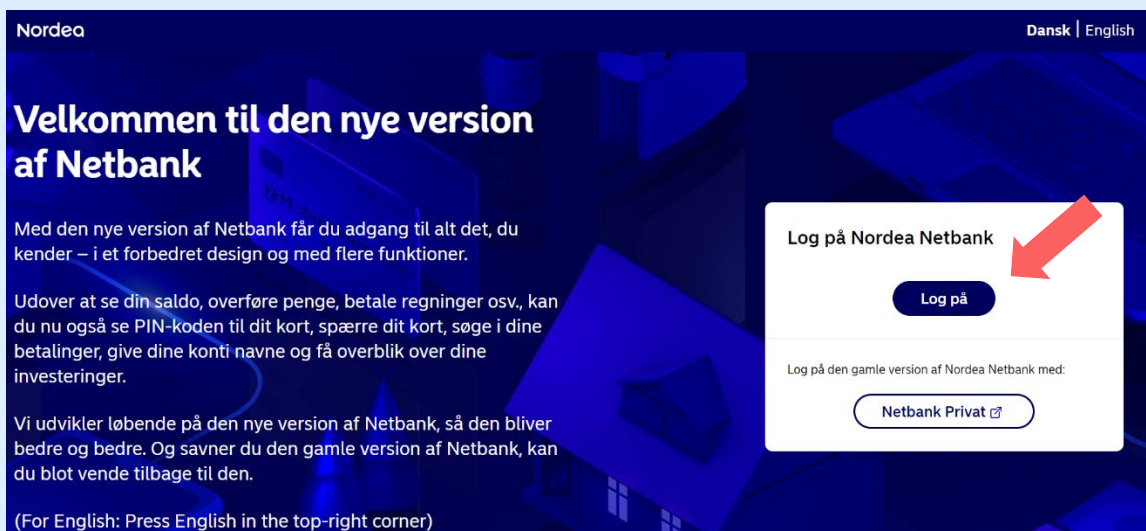 Nordea
Dansk | English
Velkommen til den nye version
af Netbank
Med den nye version af Netbank får du adgang til alt det, du
kender – i et forbedret design og med flere funktioner.
Udover at se din saldo, overføre penge, betale regninger osv., kan
du nu også se PIN-koden til dit kort, spærre dit kort, søge i dine
betalinger, give dine konti navne og få overblik over dine
investeringer.
Vi udvikler løbende på den nye version af Netbank, så den bliver
bedre og bedre. Og savner du den gamle version af Netbank, kan
du blot vende tilbage til den.
(For English: Press English in the top-right corner)
Log på Nordea Netbank
Log på
Log på den gamle version af Nordea Netbank med:
Netbank Privat